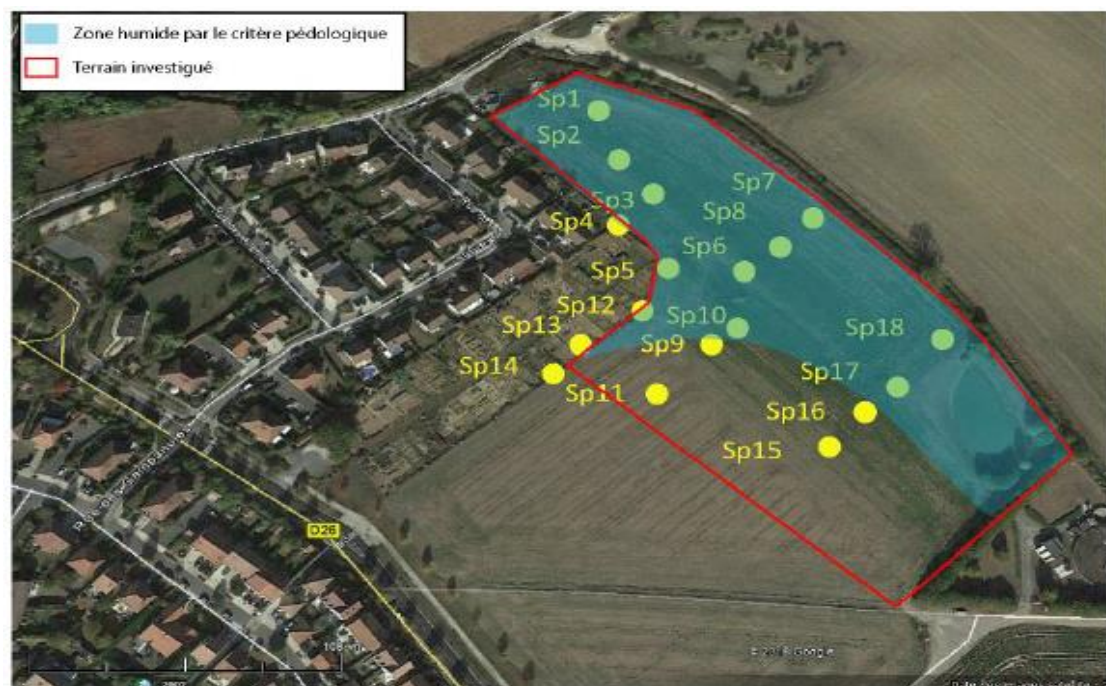 Zone humide par le critère pédologique
Terrain investigué
Sp1
Sp2
Sp7
Sp3
Sp8
Sp4
Sp6
Sp5
Sp12
Sp10
Sp18
Sp13
Sp9
Sp14
Sp17
Sp11
Sp16
Sp15
D26
Google